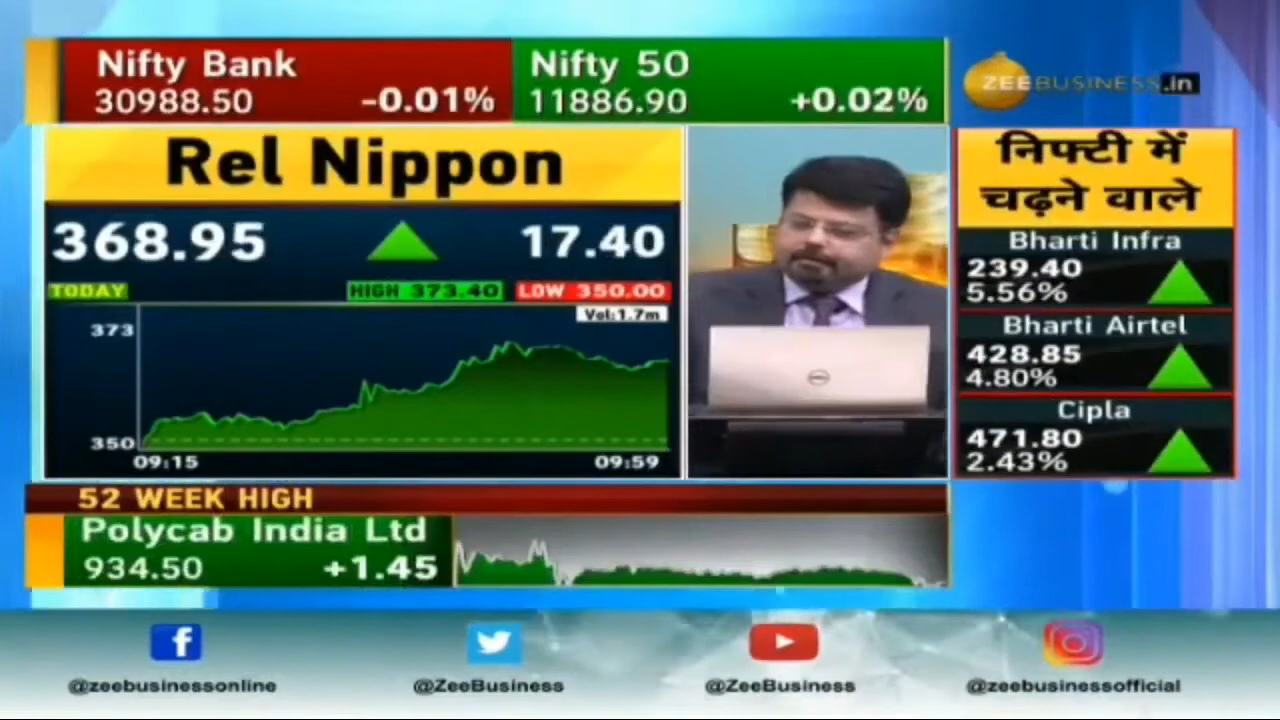 Nifty Bank
30988.50 -0.01%
Nifty 50
11886.90 +0.02%
ZEEBUSINESS.in
Rel Nippon
368.95 17.40
TODAY HIGH 373.40 LOW 350.00
Vol:1.7m
373
350
09:15 09:59
DELL
निफ्टी में
चढ़ने वाले
Bharti Infra
239.40
5.56%
Bharti Airtel
428.85
4.80%
Cipla
471.80
2.43%
52 WEEK HIGH
Polycab India Ltd
934.50 +1.45
@zeebusinessonline
@ZeeBusiness
@ZeeBusiness
@zeebusinessofficial